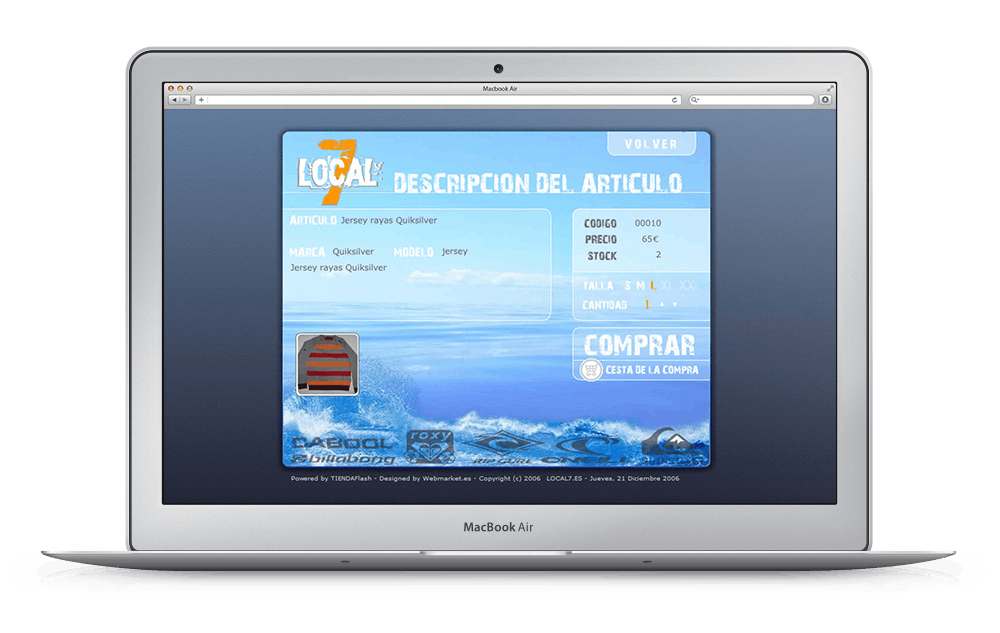 Macbook Air
VOLVER
LOCAL 7
DESCRIPCION DEL ARTICULO
ARTICULO Jersey rayas Quiksilver
MARCA Quiksilver MODELO jersey
Jersey rayas Quiksilver
CODIGO 00010
PRECIO 65€
STOCK 2
TALLA S M L XL XXL
CANTIDAD 1
COMPRAR
CESTA DE LA COMPRA
CABOOL
billabong
ROXY
RIP CURL
O'NEILL
Powered by TIENDAFlash - Designed by Webmarket.es - Copyright (c) 2006 LOCAL7.ES - Jueves, 21 Diciembre 2006
MacBook Air